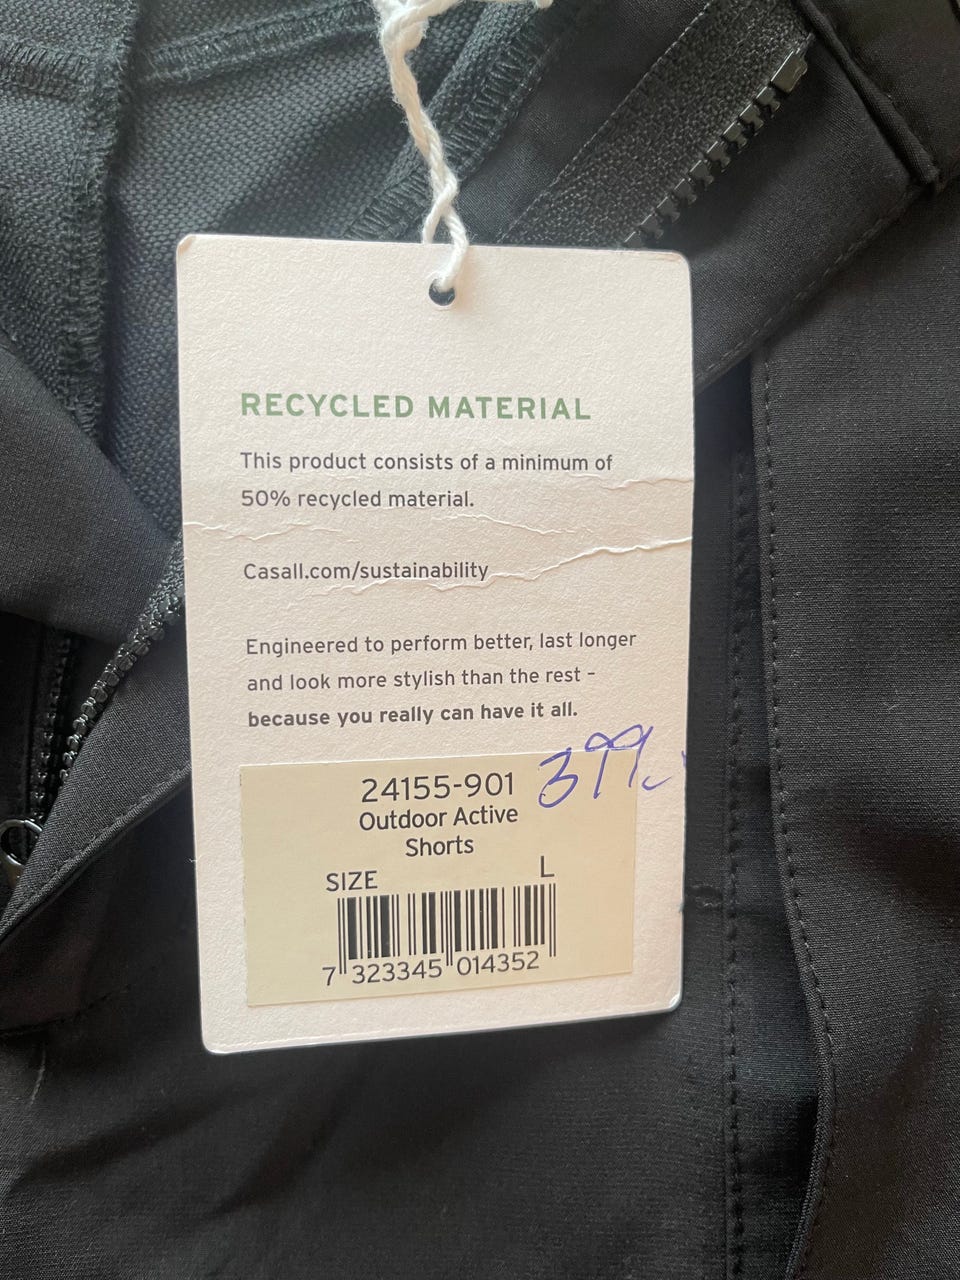 RECYCLED MATERIAL
This product consists of a minimum of
50% recycled material.
Casall.com/sustainability
Engineered to perform better, last longer
and look more stylish than the rest –
because you really can have it all.
24155-901 399,-
Outdoor Active
Shorts
SIZE L
7 323345 014352